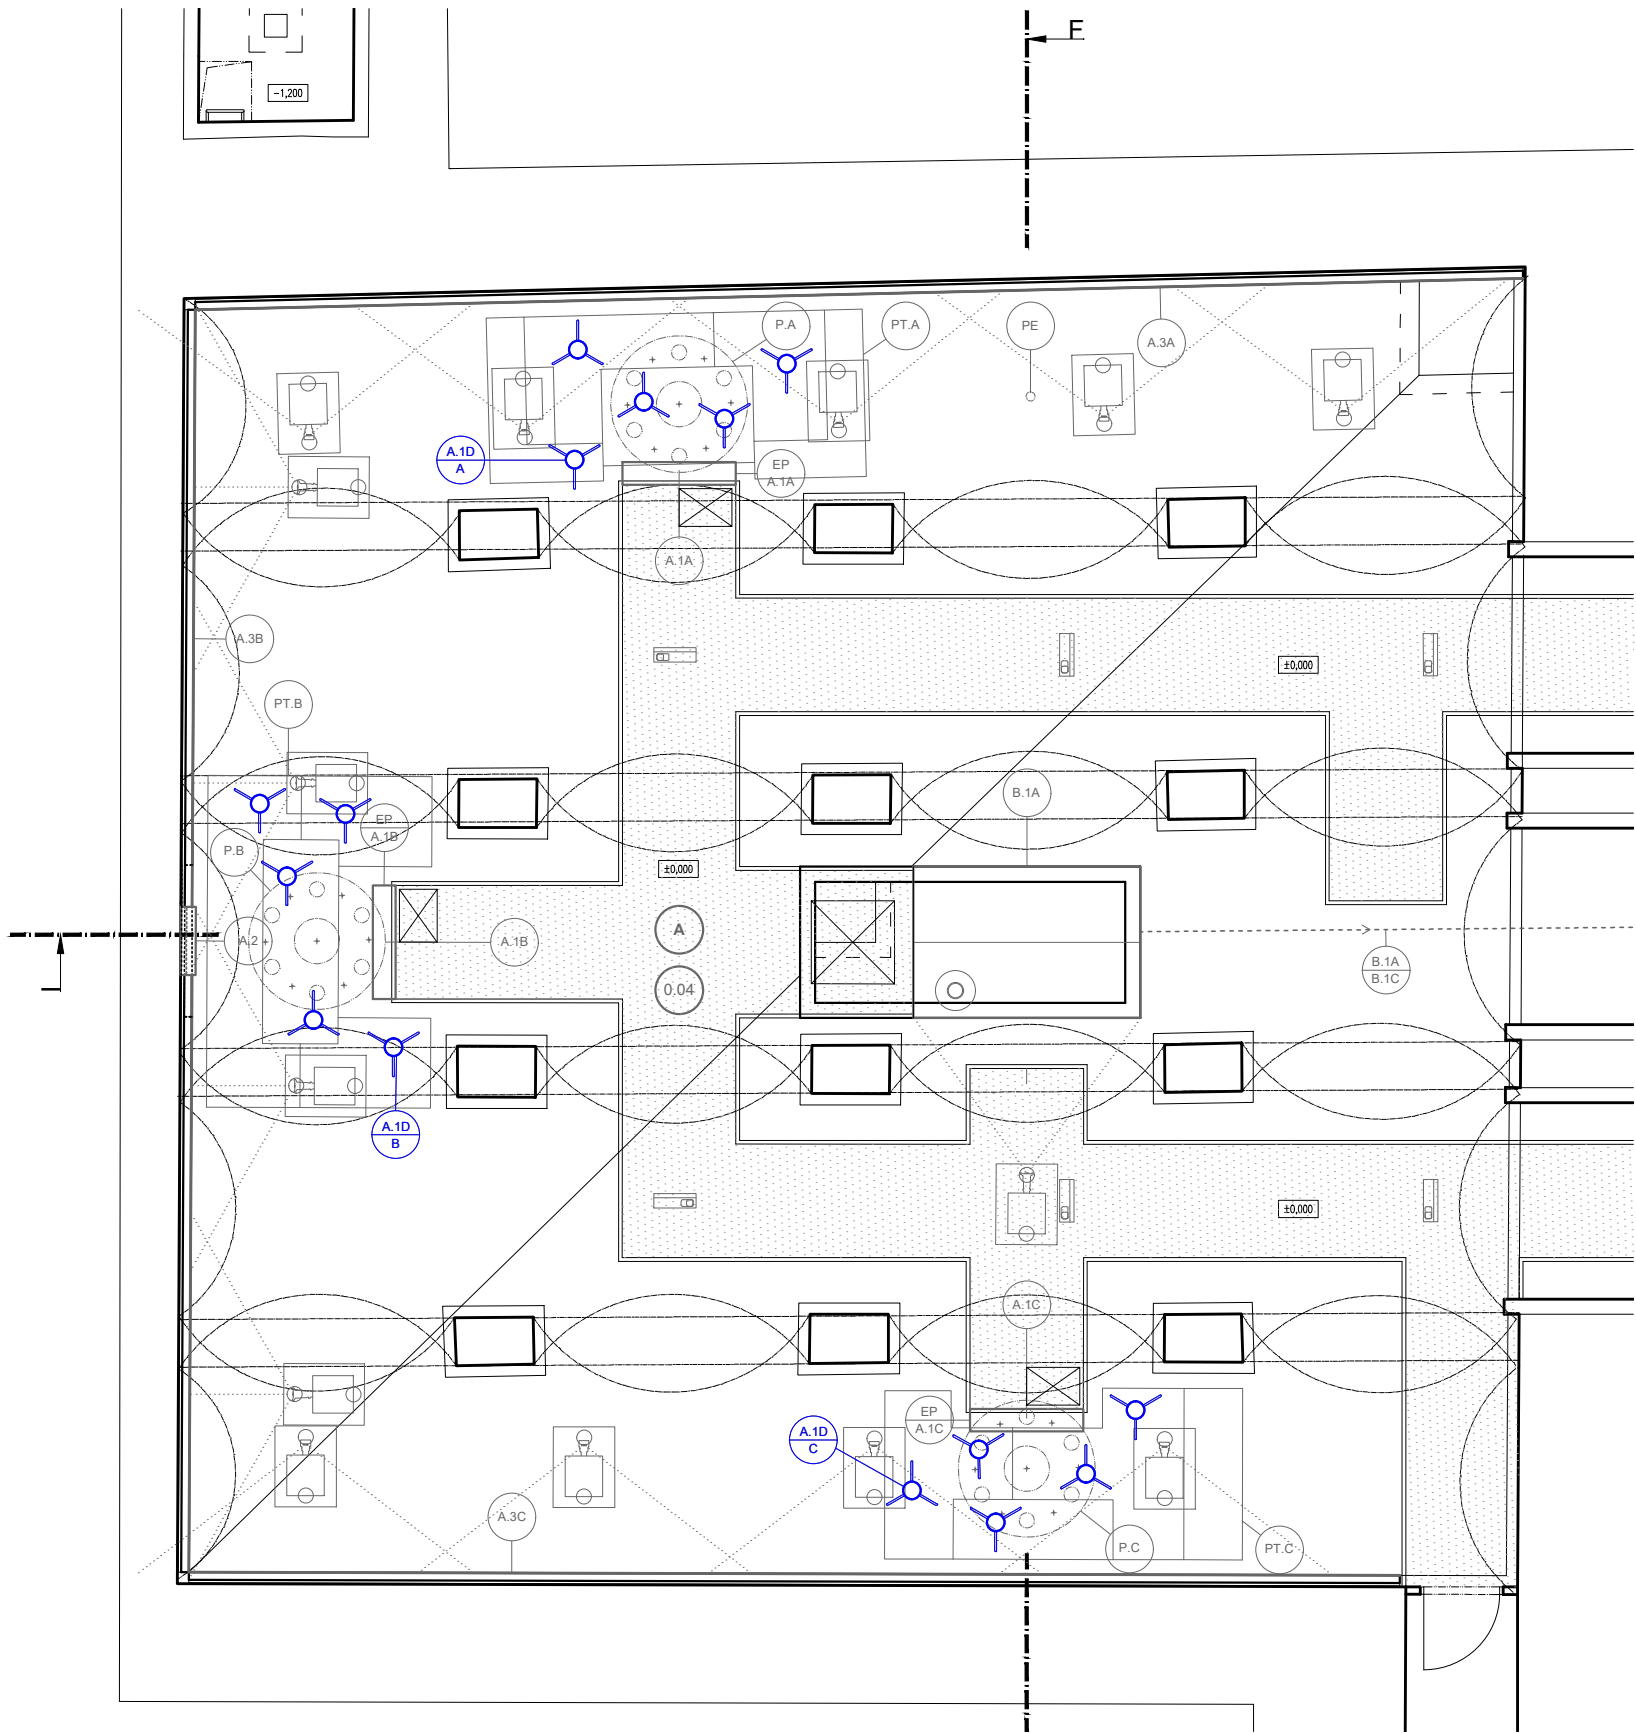 F
-1,200
P.A
PT.A
PE
A.3A
A.1D
A
EP
A.1A
A.1A
A.3B
±0,000
PT.B
B.1A
EP
A.1B
P.B
±0,000
A.2
A.1B
A
B.1A
B.1C
0.04
A.1D
B
±0,000
A.1C
EP
A.1C
A.1D
C
A.3C
P.C
PT.C